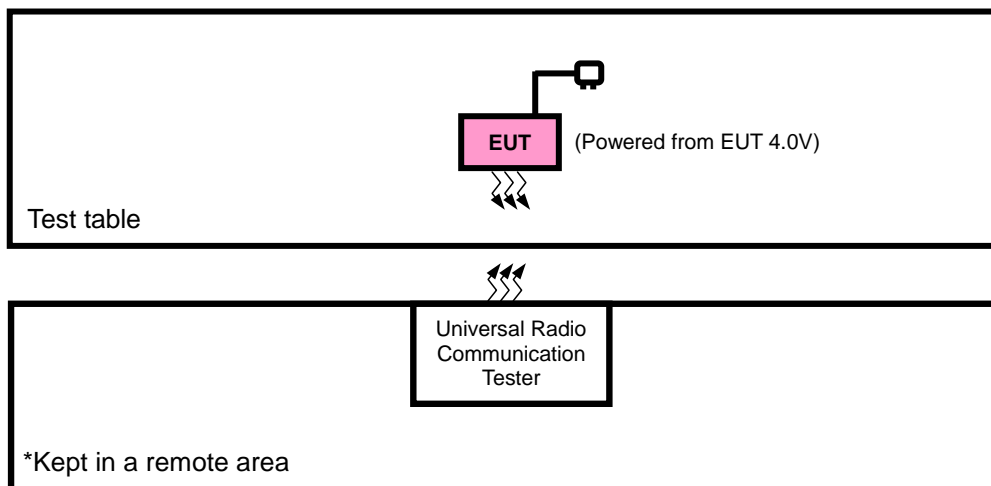 EUT
(Powered from EUT 4.0V)
Test table
Universal Radio
Communication
Tester
*Kept in a remote area